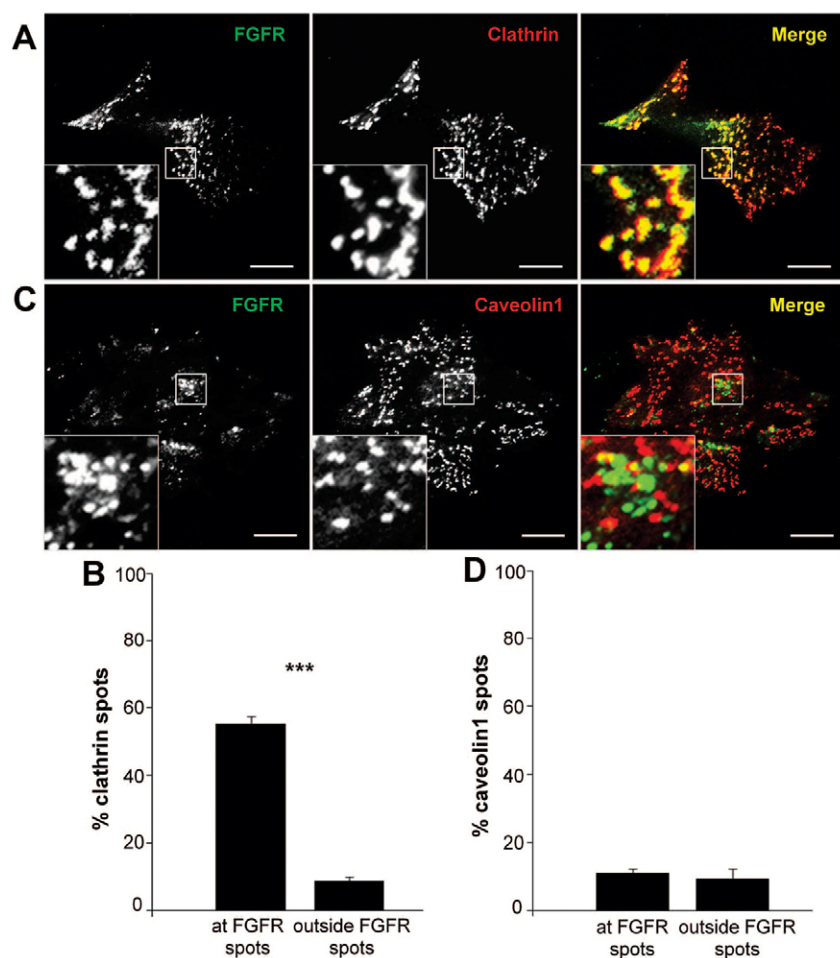 A
FGFR
Clathrin
Merge
C
FGFR
Caveolin1
Merge
B
% clathrin spots
100
80
60
40
20
0
***
at FGFR spots
outside FGFR spots
D
% caveolin1 spots
100
80
60
40
20
0
at FGFR spots
outside FGFR spots